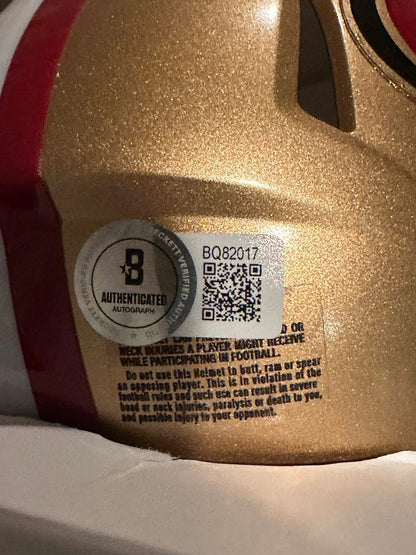 BQ82017
B
AUTHENTICATED
AUTOGRAPH
BECKETT VERIFIED AUTH
OR
NECK INJURIES A PLAYER MIGHT RECEIVE
WHILE PARTICIPATING IN FOOTBALL.
Do not use this Helmet to butt, ram or spear
an opposing player. This is in violation of the
football rules and such use can result in severe
head or neck injuries, paralysis or death to you,
and possible injury to your opponent.